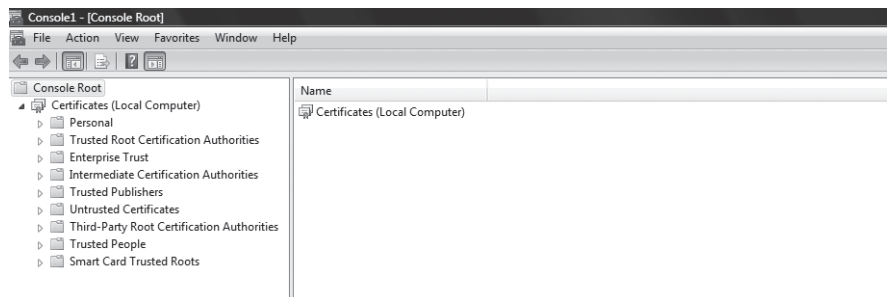 Console1 - [Console Root]
File Action View Favorites Window Help
Console Root
Certificates (Local Computer)
Personal
Trusted Root Certification Authorities
Enterprise Trust
Intermediate Certification Authorities
Trusted Publishers
Untrusted Certificates
Third-Party Root Certification Authorities
Trusted People
Smart Card Trusted Roots
Name
Certificates (Local Computer)